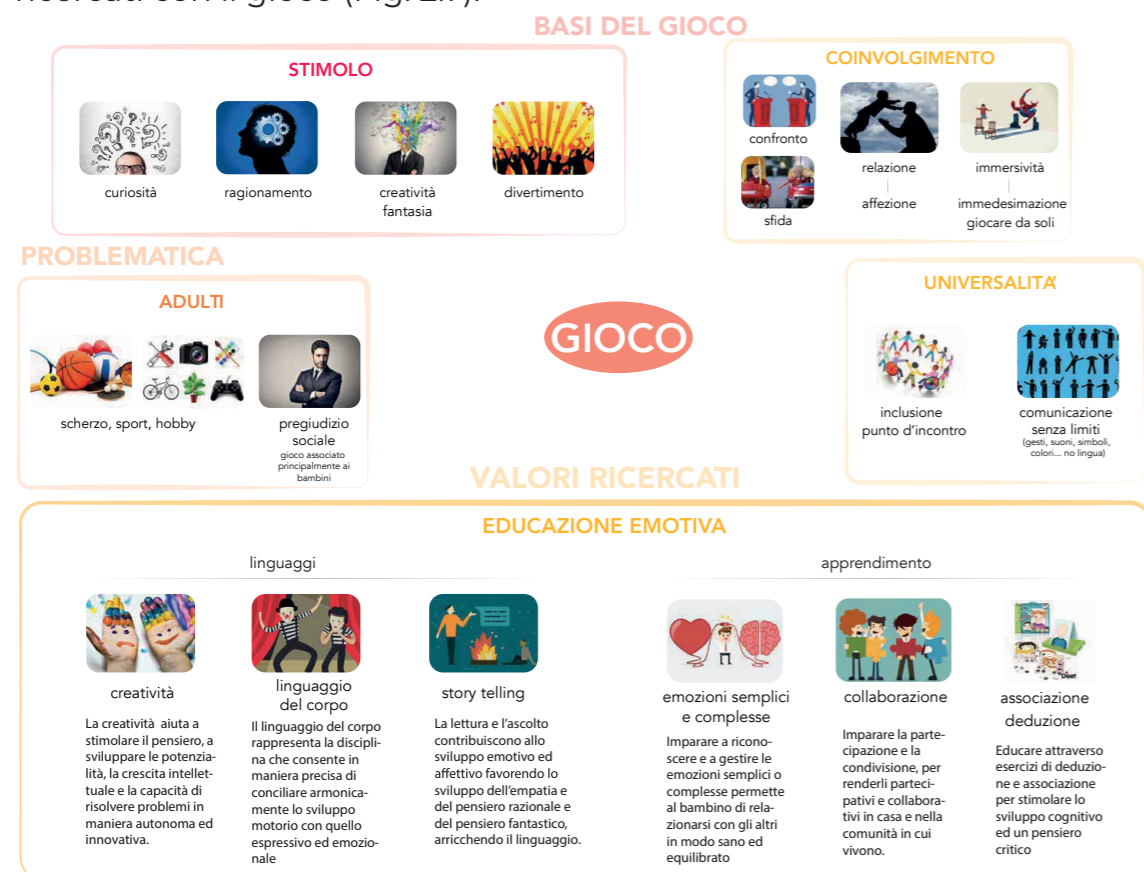 ricercati con il gioco (Fig. 2.7).
BASI DEL GIOCO
STIMOLO
curiosità
ragionamento
creatività
fantasia
divertimento
COINVOLGIMENTO
confronto
sfida
relazione
affezione
immersività
immedesimazione
giocare da soli
PROBLEMATICA
ADULTI
scherzo, sport, hobby
pregiudizio
sociale
gioco associato
principalmente ai
bambini
GIOCO
UNIVERSALITA'
inclusione
punto d'incontro
comunicazione
senza limiti
(gesti, suoni, simboli,
colori... no lingua)
VALORI RICERCATI
EDUCAZIONE EMOTIVA
linguaggi
creatività
La creatività aiuta a
stimolare il pensiero, a
sviluppare le potenzia-
lità, la crescita intellet-
tuale e la capacità di
risolvere problemi in
maniera autonoma ed
innovativa.
linguaggio
del corpo
Il linguaggio del corpo
rappresenta la discipli-
na che consente in
maniera precisa di
conciliare armonica-
mente lo sviluppo
motorio con quello
espressivo ed emozio-
nale
story telling
La lettura e l'ascolto
contribuiscono allo
sviluppo emotivo ed
affettivo favorendo lo
sviluppo dell'empatia e
del pensiero razionale e
del pensiero fantastico,
arricchendo il linguaggio.
apprendimento
emozioni semplici
e complesse
Imparare a ricono-
scere e a gestire le
emozioni semplici o
complesse permette
al bambino di rela-
zionarsi con gli altri
in modo sano ed
equilibrato
collaborazione
Imparare la parte-
cipazione e la
condivisione, per
renderli parteci-
pativi e collabora-
tivi in casa e nella
comunità in cui
vivono.
associazione
deduzione
Educare attraverso
esercizi di deduzio-
ne e associazione
per stimolare lo
sviluppo cognitivo
ed un pensiero
critico